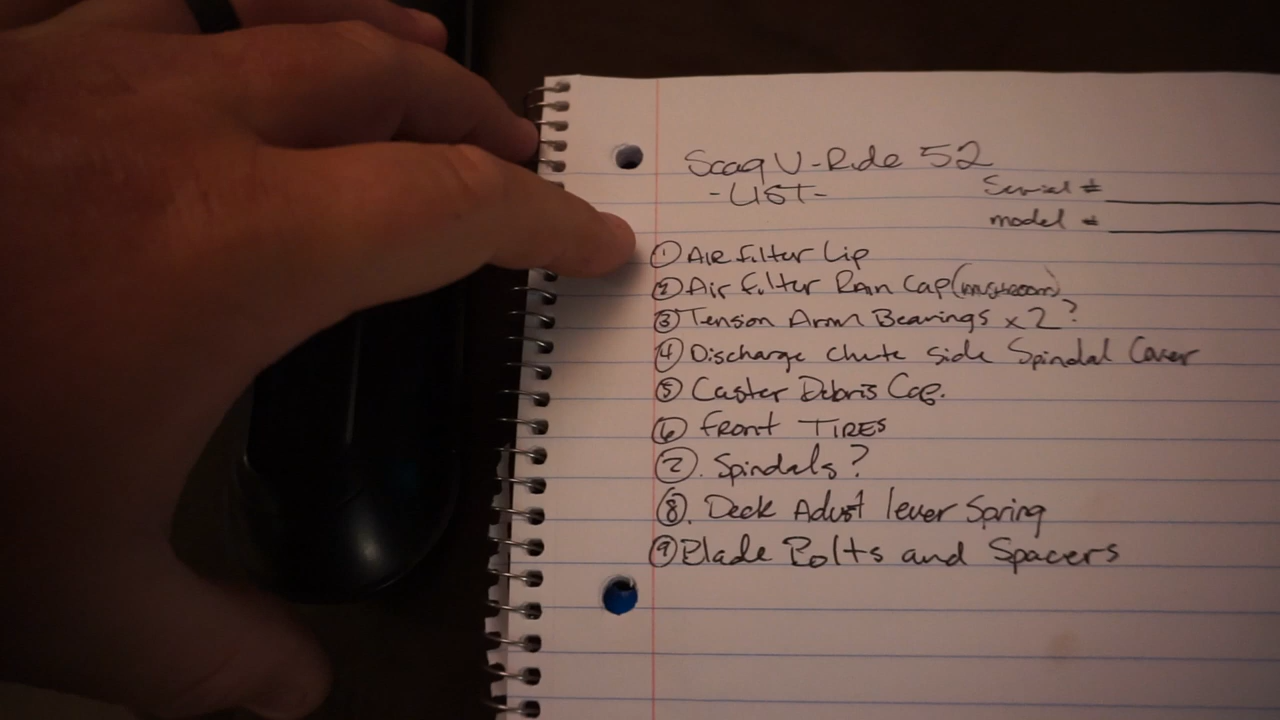 Scag U-Ride 52
-LIST-
Serial #
model #
① Air filter Lip
② Air filter Rain Cap (mushroom)
③ Tension Arm Bearings x2?
④ Discharge chute side Spindal Cover
⑤ Caster Debris Cap.
⑥ front TIRES
⑦. Spindals?
⑧. Deck Adust lever Spring
⑨ Blade Bolts and Spacers